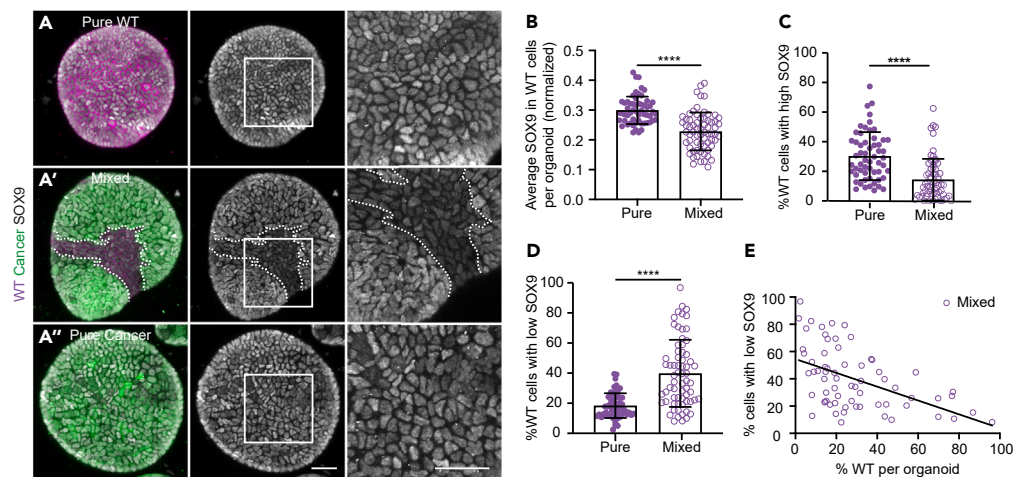 A
Pure WT
A′
Mixed
A″
Pure Cancer
WT Cancer SOX9
B
Average SOX9 in WT cells
per organoid (normalized)
0.5
0.4
0.3
0.2
0.1
0.0
****
Pure
Mixed
C
%WT cells with high SOX9
100
80
60
40
20
0
****
Pure
Mixed
D
%WT cells with low SOX9
100
80
60
40
20
0
****
Pure
Mixed
E
% cells with low SOX9
100
80
60
40
20
0
Mixed
0
20
40
60
80
100
% WT per organoid